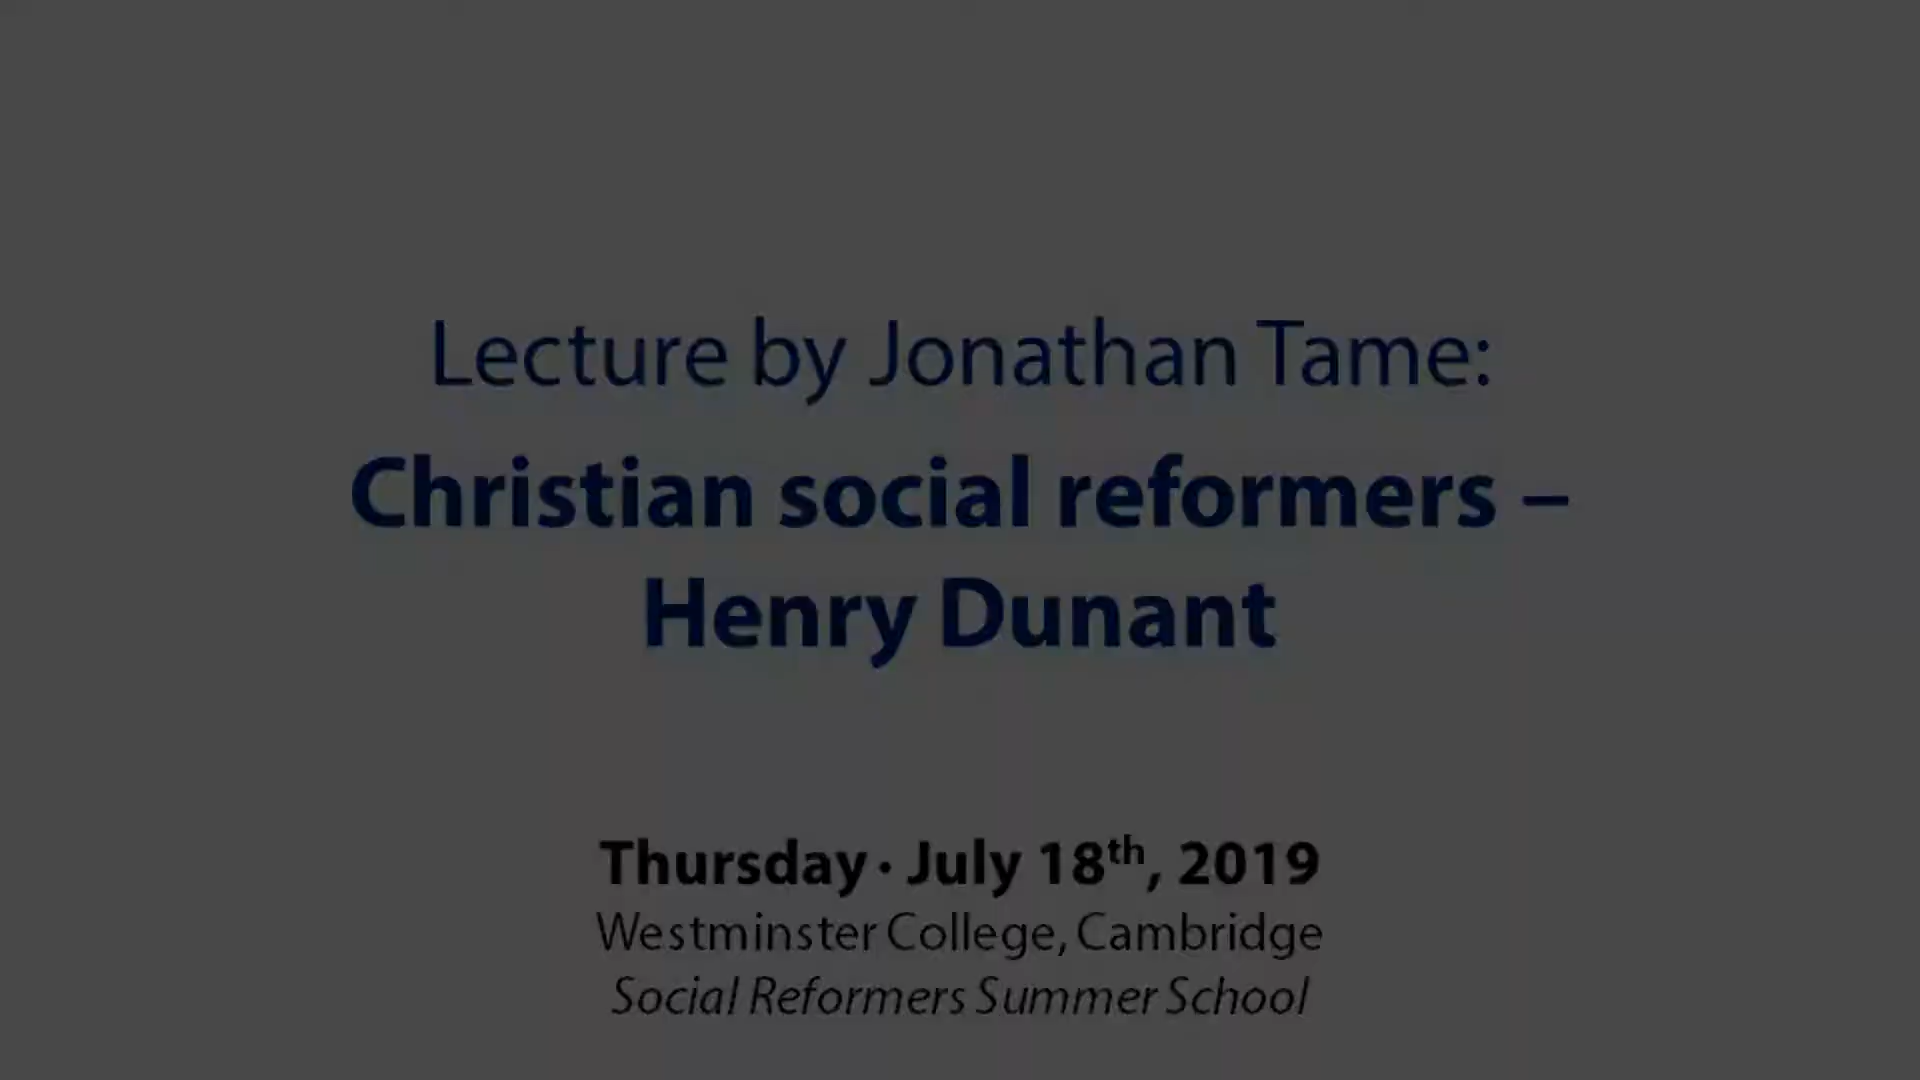 Lecture by Jonathan Tame:
Christian social reformers –
Henry Dunant
Thursday · July 18th, 2019
Westminster College, Cambridge
Social Reformers Summer School